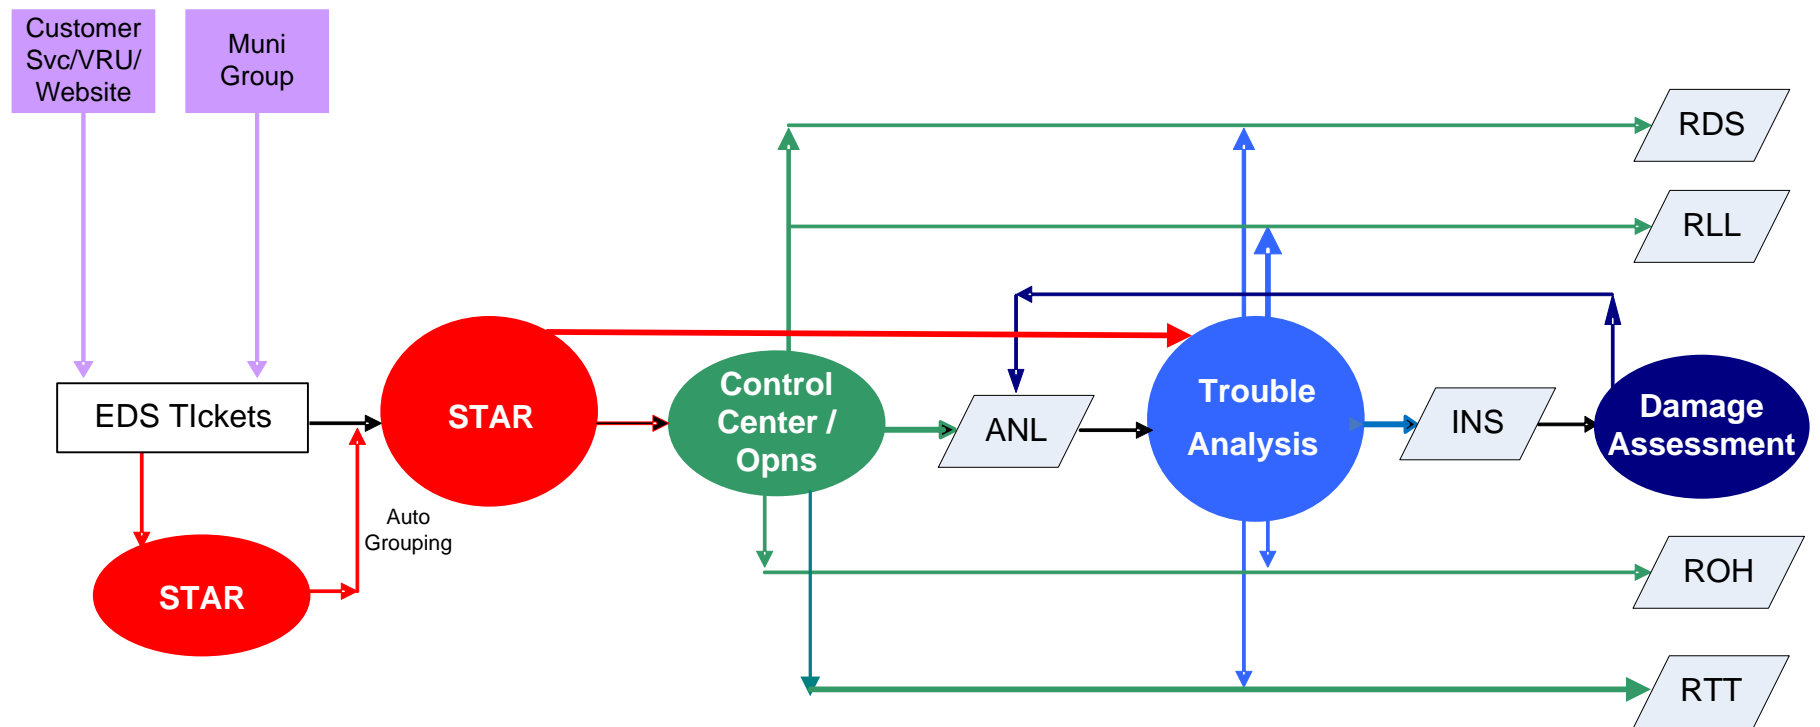 Customer
Svc/VRU/
Website
Muni
Group
RDS
RLL
EDS TIckets
STAR
Control
Center /
Opns
ANL
Trouble
Analysis
INS
Damage
Assessment
Auto
Grouping
STAR
ROH
RTT